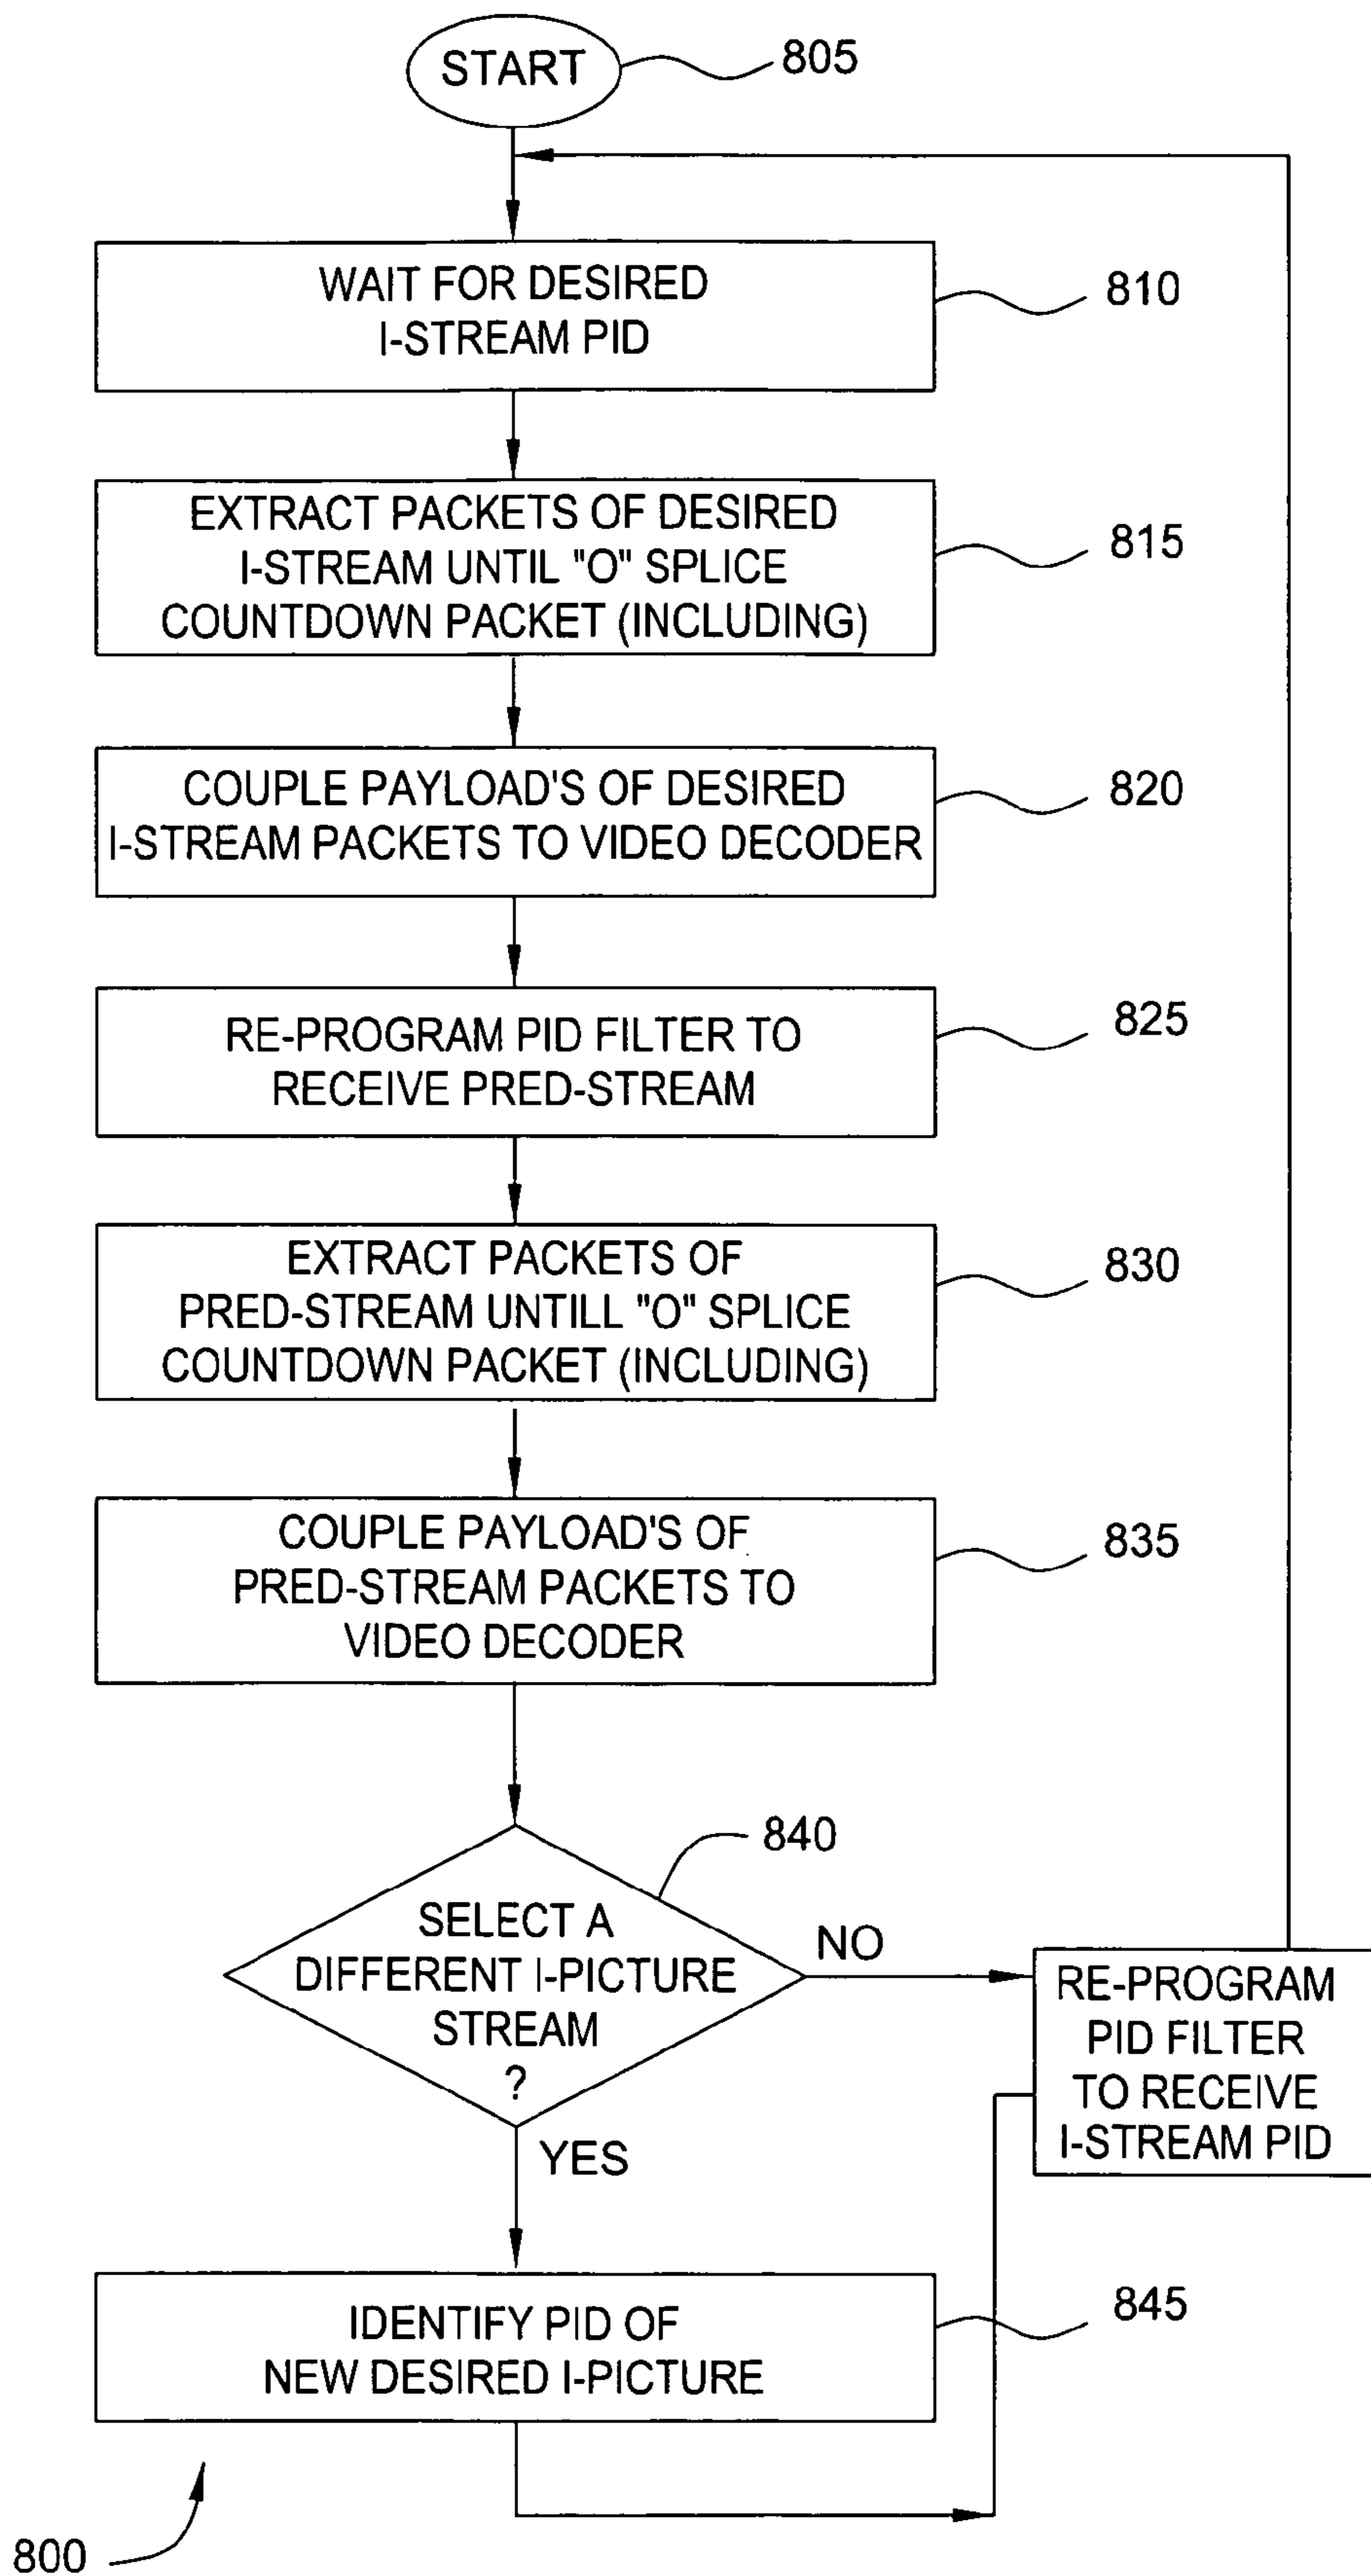 START
805
WAIT FOR DESIRED
I-STREAM PID
810
EXTRACT PACKETS OF DESIRED
I-STREAM UNTIL "O" SPLICE
COUNTDOWN PACKET (INCLUDING)
815
COUPLE PAYLOAD'S OF DESIRED
I-STREAM PACKETS TO VIDEO DECODER
820
RE-PROGRAM PID FILTER TO
RECEIVE PRED-STREAM
825
EXTRACT PACKETS OF
PRED-STREAM UNTILL "O" SPLICE
COUNTDOWN PACKET (INCLUDING)
830
COUPLE PAYLOAD'S OF
PRED-STREAM PACKETS TO
VIDEO DECODER
835
840
SELECT A
DIFFERENT I-PICTURE
STREAM
?
NO
YES
RE-PROGRAM
PID FILTER
TO RECEIVE
I-STREAM PID
IDENTIFY PID OF
NEW DESIRED I-PICTURE
845
800